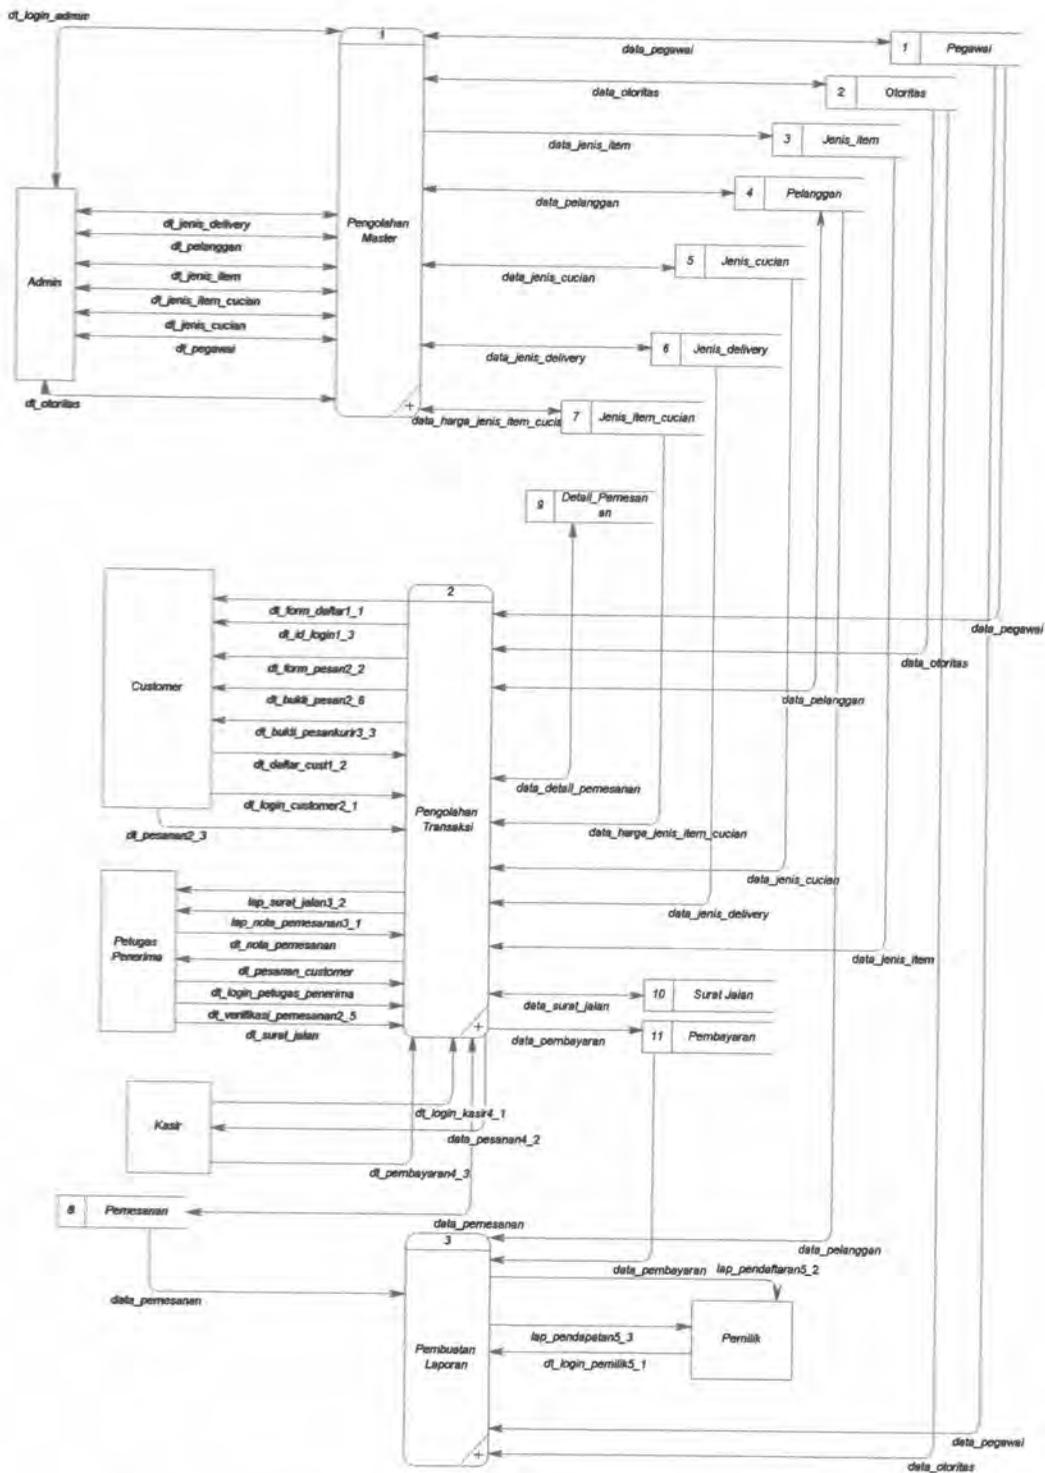 dt_login_admin
1
data_pegawai
1 Pegawai
data_otoritas
2 Otoritas
data_jenis_item
3 Jenis_item
data_pelanggan
4 Pelanggan
Pengolahan
Master
dt_jenis_delivery
dt_pelanggan
dt_jenis_item
dt_jenis_item_cucian
dt_jenis_cucian
dt_pegawai
Admin
dt_otoritas
data_jenis_cucian
5 Jenis_cucian
data_jenis_delivery
6 Jenis_delivery
+
data_harga_jenis_item_cucia
7 Jenis_item_cucian
9 Detail_Pemesan
an
2
dt_form_daftar1_1
dt_id_login1_3
dt_form_pesan2_2
Customer
dt_bukti_pesan2_6
dt_bukti_pesankurir3_3
dt_daftar_cust1_2
dt_login_customer2_1
dt_pesanan2_3
data_pegawai
data_otoritas
data_pelanggan
data_detail_pemesanan
Pengolahan
Transaksi
data_harga_jenis_item_cucian
data_jenis_cucian
data_jenis_delivery
data_jenis_item
lap_surat_jalan3_2
lap_nota_pemesanan3_1
Petugas
Penerima
dt_nota_pemesanan
dt_pesanan_customer
dt_login_petugas_penerima
dt_verifikasi_pemesanan2_5
dt_surat_jalan
data_surat_jalan
10 Surat Jalan
+
data_pembayaran
11 Pembayaran
Kasir
dt_login_kasir4_1
data_pesanan4_2
dt_pembayaran4_3
8 Pemesanan
data_pemesanan
3
data_pelanggan
data_pembayaran
lap_pendaftaran5_2
data_pemesanan
Pembuatan
Laporan
lap_pendapatan5_3
dt_login_pemilik5_1
Pemilik
data_pegawai
+
data_otoritas